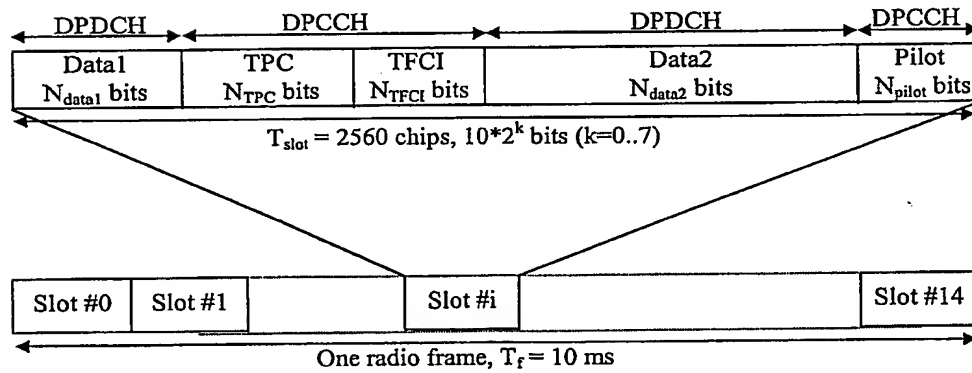 DPDCH DPCCH DPDCH DPCCH
Data1 TPC TFCI Data2 Pilot
N_data1 bits N_TPC bits N_TFCI bits N_data2 bits N_pilot bits
T_slot = 2560 chips, 10*2^k bits (k=0..7)
Slot #0 Slot #1 Slot #i Slot #14
One radio frame, T_f = 10 ms